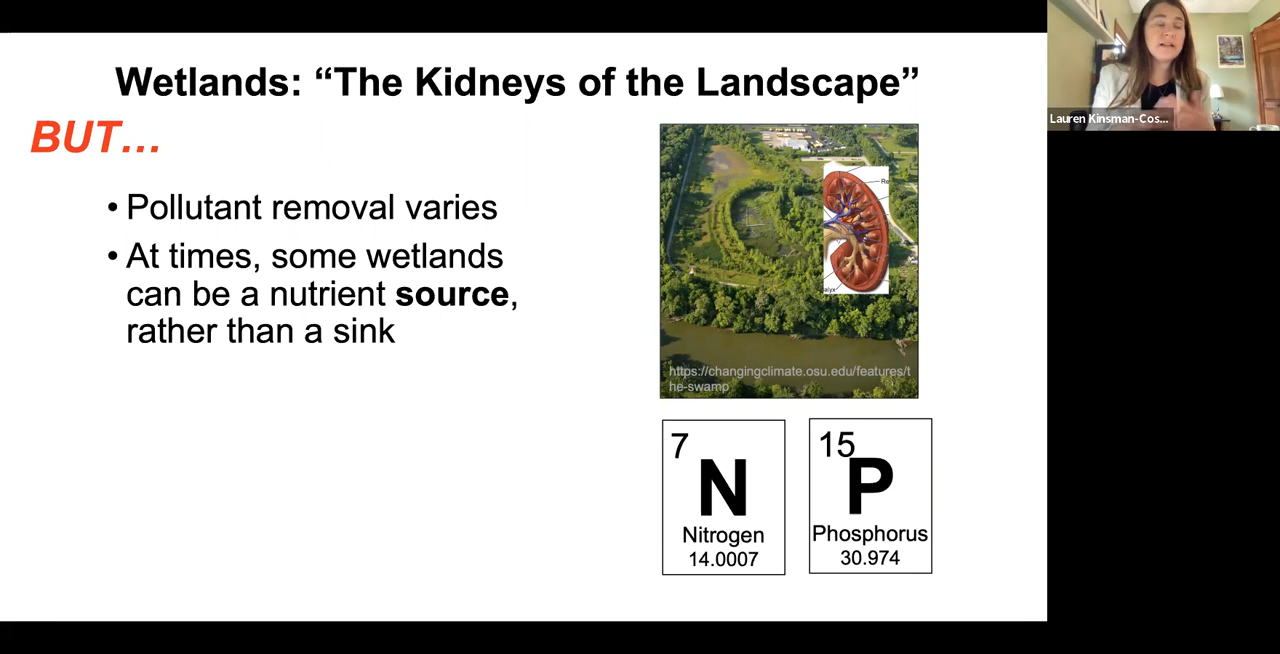 Wetlands: “The Kidneys of the Landscape”
BUT...
• Pollutant removal varies
• At times, some wetlands
can be a nutrient source,
rather than a sink
https://changingclimate.osu.edu/features/t
he-swamp
7
N
Nitrogen
14.0007
15
P
Phosphorus
30.974
Lauren Kinsman-Cos...